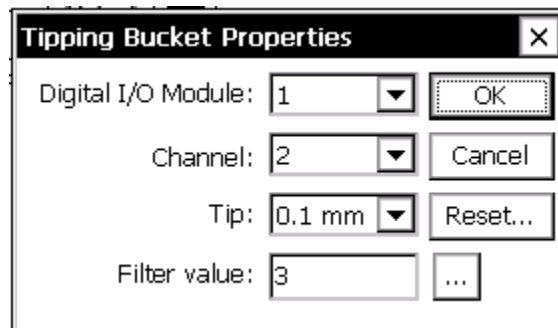 Tipping Bucket Properties
Digital I/O Module: 1 OK
Channel: 2 Cancel
Tip: 0.1 mm Reset...
Filter value: 3 ...